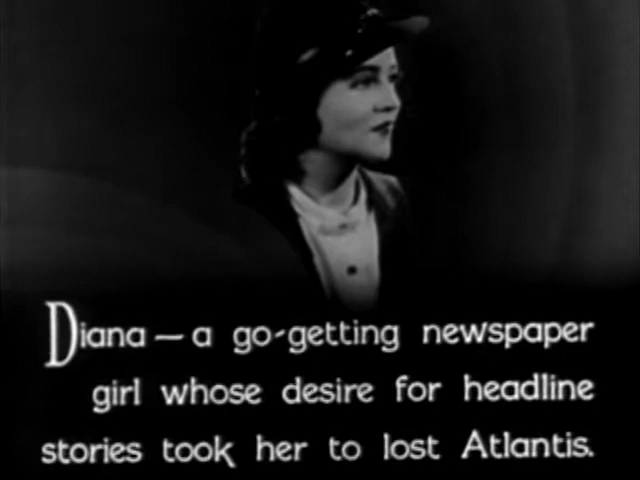 Diana — a go-getting newspaper
girl whose desire for headline
stories took her to lost Atlantis.